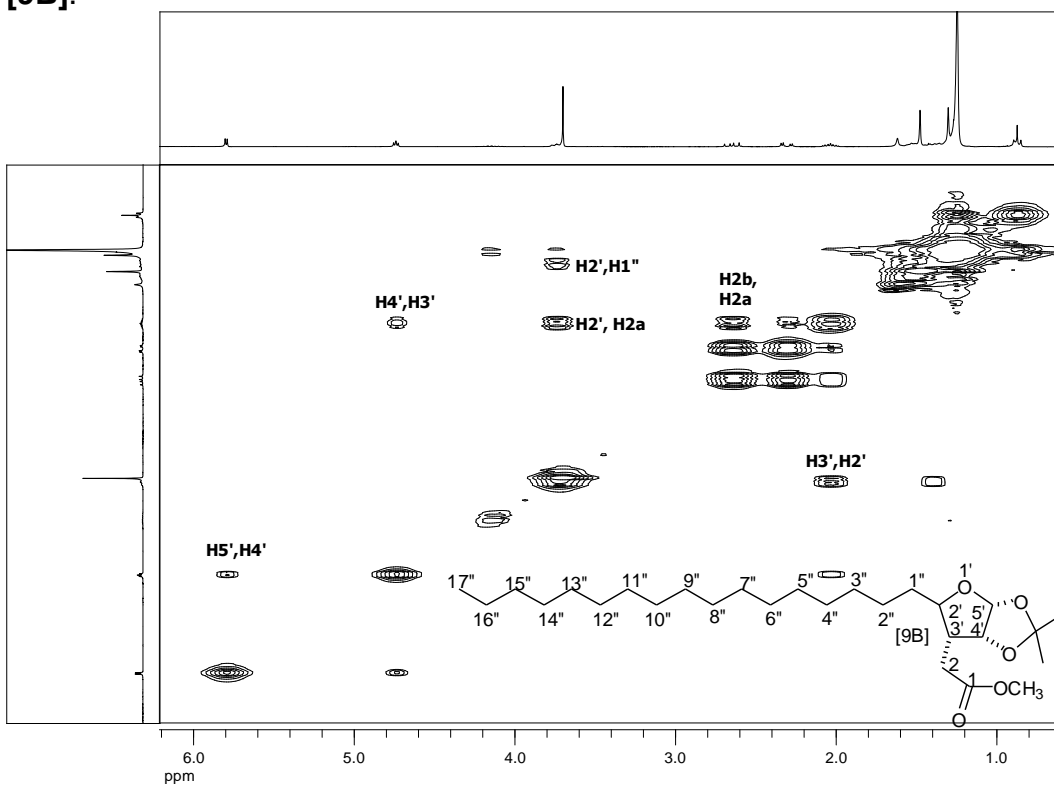 [9B].
H2',H1"
H2b,
H2a
H4',H3'
H2', H2a
H3',H2'
H5',H4'
17" 15" 13" 11" 9" 7" 5" 3" 1" 1'
O
16" 14" 12" 10" 8" 6" 4" 2" 2' 5' O
[9B] 3' 4'
O
2
1 OCH3
O
6.0 5.0 4.0 3.0 2.0 1.0
ppm